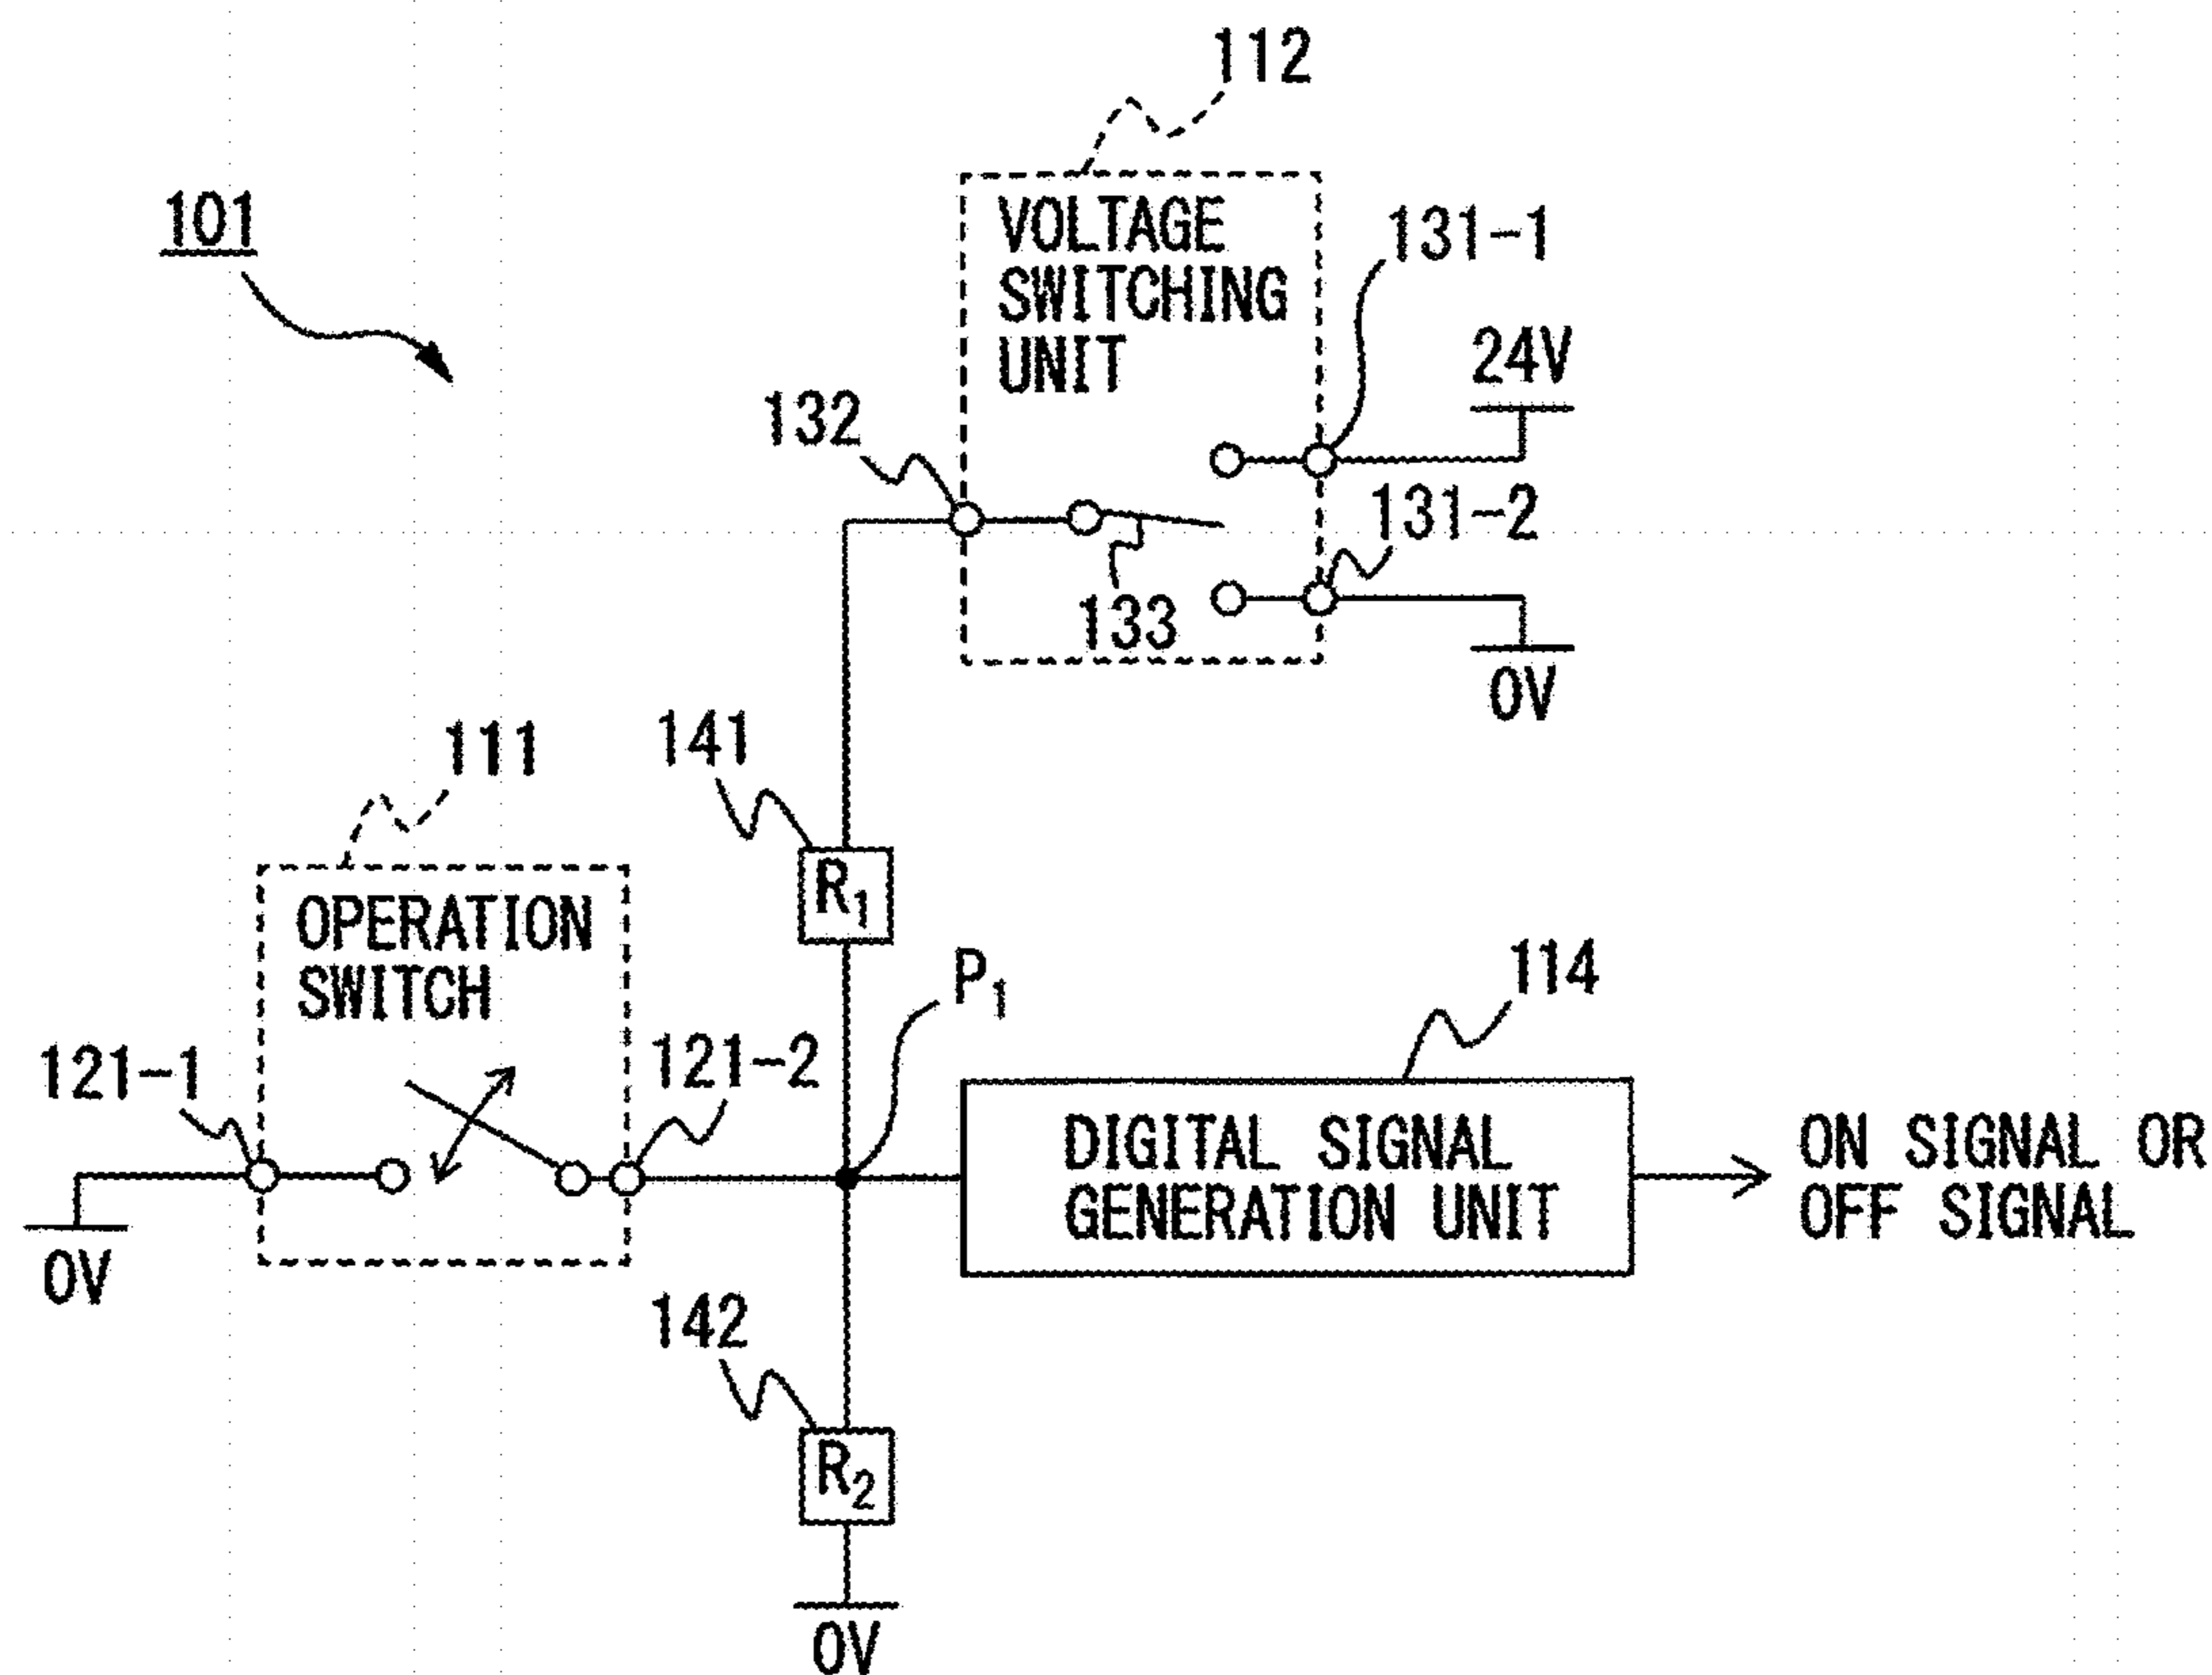 112
101
VOLTAGE
SWITCHING
UNIT
131-1
24V
132
131-2
133
0V
111
141
R1
OPERATION
SWITCH
P1
114
121-1
121-2
DIGITAL SIGNAL
GENERATION UNIT
ON SIGNAL OR
OFF SIGNAL
0V
142
R2
0V